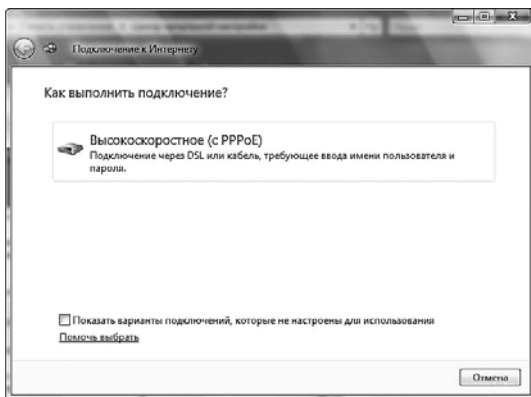 Подключение к Интернету
Как выполнить подключение?
Высокоскоростное (с PPPoE)
Подключение через DSL или кабель, требующее ввода имени пользователя и
пароля.
Показать варианты подключений, которые не настроены для использования
Помочь выбрать
Отмена